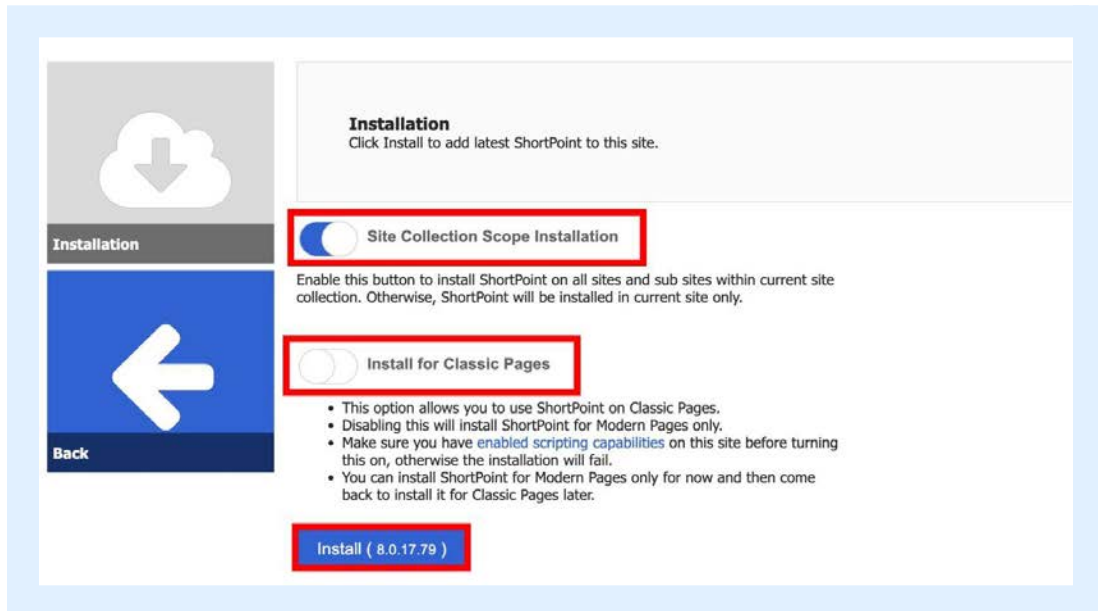 Installation
Click Install to add latest ShortPoint to this site.
Installation
Site Collection Scope Installation
Enable this button to install ShortPoint on all sites and sub sites within current site
collection. Otherwise, ShortPoint will be installed in current site only.
Install for Classic Pages
• This option allows you to use ShortPoint on Classic Pages.
• Disabling this will install ShortPoint for Modern Pages only.
• Make sure you have enabled scripting capabilities on this site before turning
this on, otherwise the installation will fail.
• You can install ShortPoint for Modern Pages only for now and then come
back to install it for Classic Pages later.
Back
Install ( 8.0.17.79 )